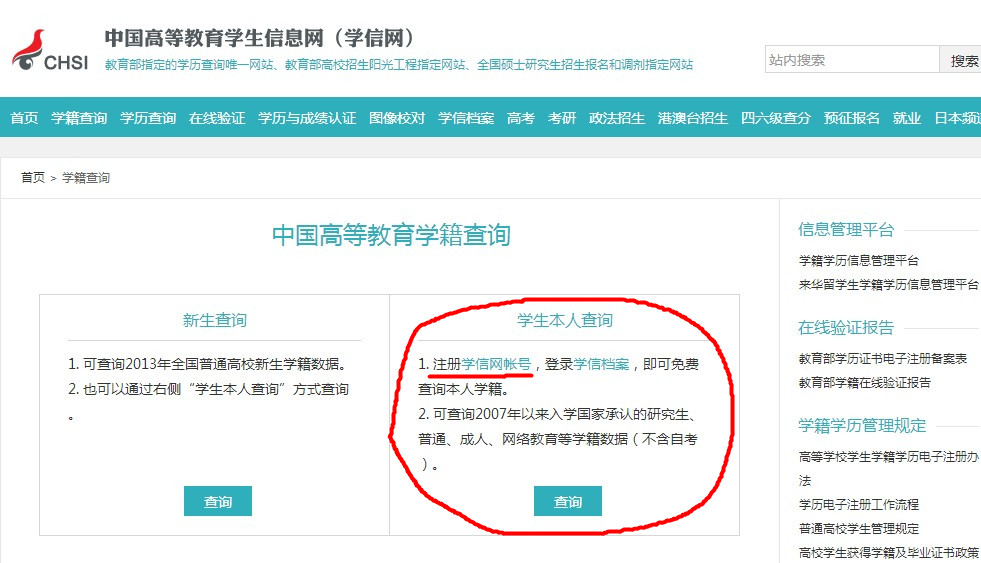 中国高等教育学生信息网（学信网）
CHSI
教育部指定的学历查询唯一网站、教育部高校招生阳光工程指定网站、全国硕士研究生招生报名和调剂指定网站
站内搜索
搜索
首页 学籍查询 学历查询 在线验证 学历与成绩认证 图像校对 学信档案 高考 考研 政法招生 港澳台招生 四六级查分 预征报名 就业 日本频道
首页 > 学籍查询
中国高等教育学籍查询
新生查询
1. 可查询2013年全国普通高校新生学籍数据。
2. 也可以通过右侧“学生本人查询”方式查询
。
查询
学生本人查询
1. 注册学信网帐号，登录学信档案，即可免费
查询本人学籍。
2. 可查询2007年以来入学国家承认的研究生、
普通、成人、网络教育等学籍数据（不含自考
）。
查询
信息管理平台
学籍学历信息管理平台
来华留学生学籍学历信息管理平台
在线验证报告
教育部学历证书电子注册备案表
教育部学籍在线验证报告
学籍学历管理规定
高等学校学生学籍学历电子注册办
法
学历电子注册工作流程
普通高校学生管理规定
高校学生获得学籍及毕业证书政策